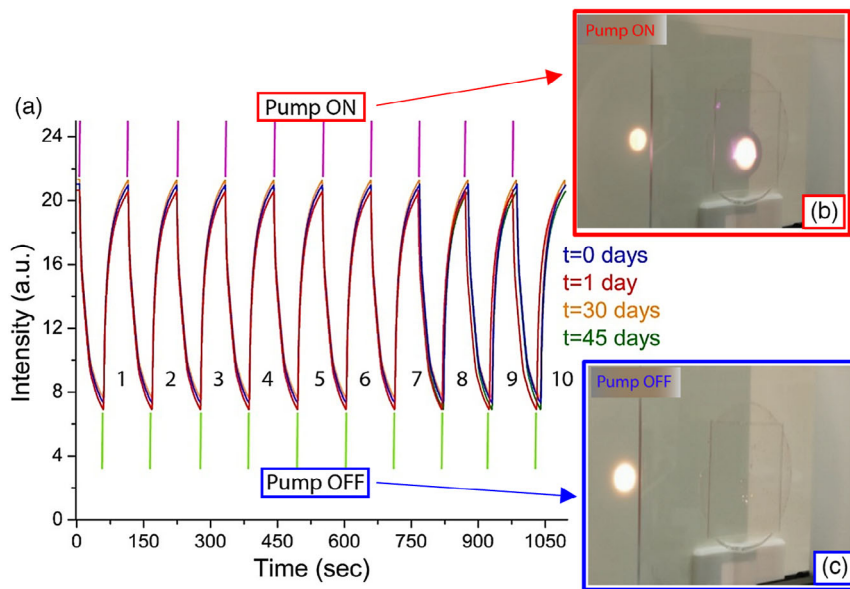 (a)
Pump ON
24
20
16
12
8
4
0
Intensity (a.u.)
1 2 3 4 5 6 7 8 9 10
Pump OFF
0 150 300 450 600 750 900 1050
Time (sec)
Pump ON
(b)
t=0 days
t=1 day
t=30 days
t=45 days
Pump OFF
(c)